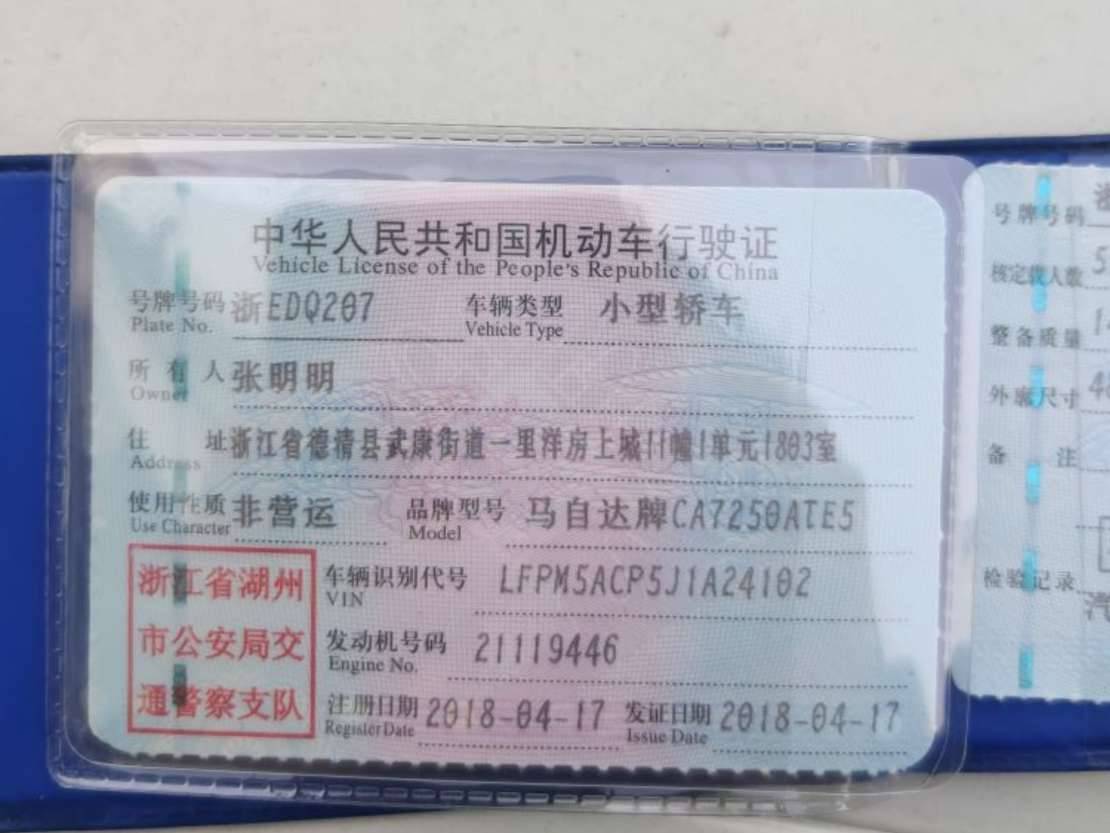 中华人民共和国机动车行驶证
Vehicle License of the People's Republic of China
号牌号码 浙EDQ207 车辆类型 小型轿车
Plate No. Vehicle Type
所有人 张明明
Owner
住址 浙江省德清县武康街道一里洋房上城11幢1单元1803室
Address
使用性质 非营运 品牌型号 马自达牌CA7250ATE5
Use Character Model
浙江省湖州
市公安局交
通警察支队
车辆识别代号 LFPM5ACP5J1A24102
VIN
发动机号码 21119446
Engine No.
注册日期 2018-04-17 发证日期 2018-04-17
Register Date Issue Date
号牌号码
核定载人数 5
整备质量
外廓尺寸
备注
检验记录